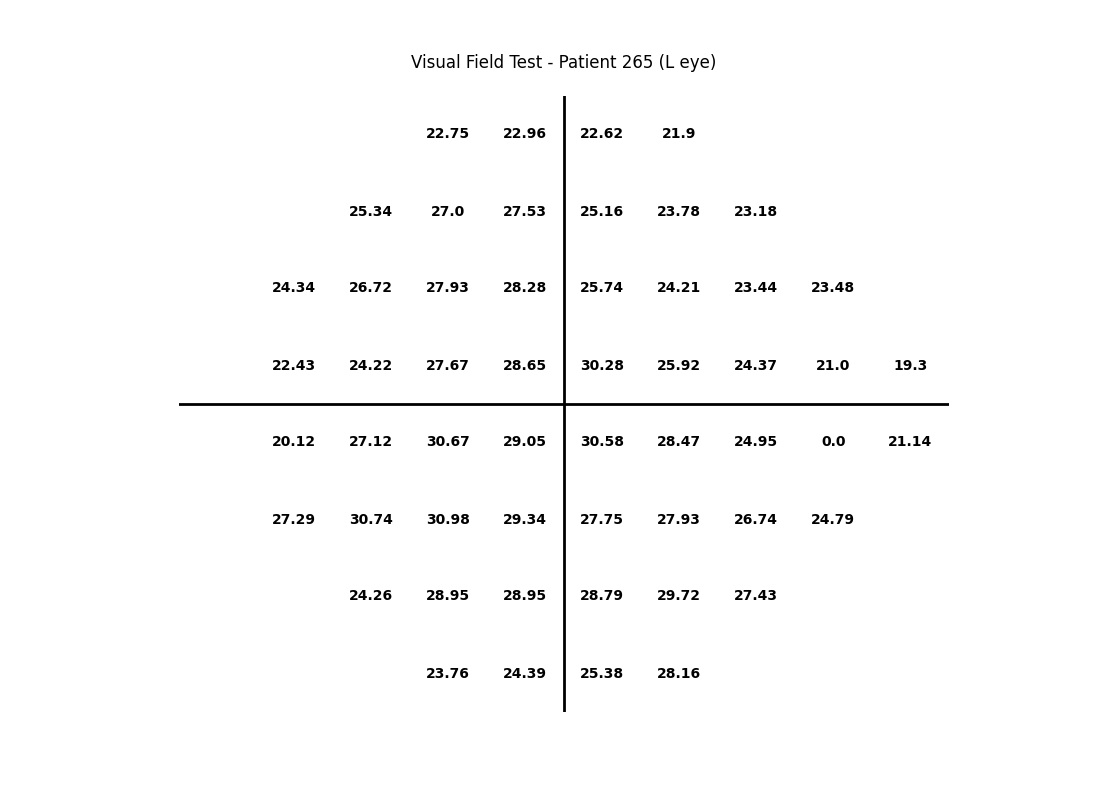 Visual Field Test - Patient 265 (L eye)
22.75 22.96 22.62 21.9
25.34 27.0 27.53 25.16 23.78 23.18
24.34 26.72 27.93 28.28 25.74 24.21 23.44 23.48
22.43 24.22 27.67 28.65 30.28 25.92 24.37 21.0 19.3
20.12 27.12 30.67 29.05 30.58 28.47 24.95 0.0 21.14
27.29 30.74 30.98 29.34 27.75 27.93 26.74 24.79
24.26 28.95 28.95 28.79 29.72 27.43
23.76 24.39 25.38 28.16